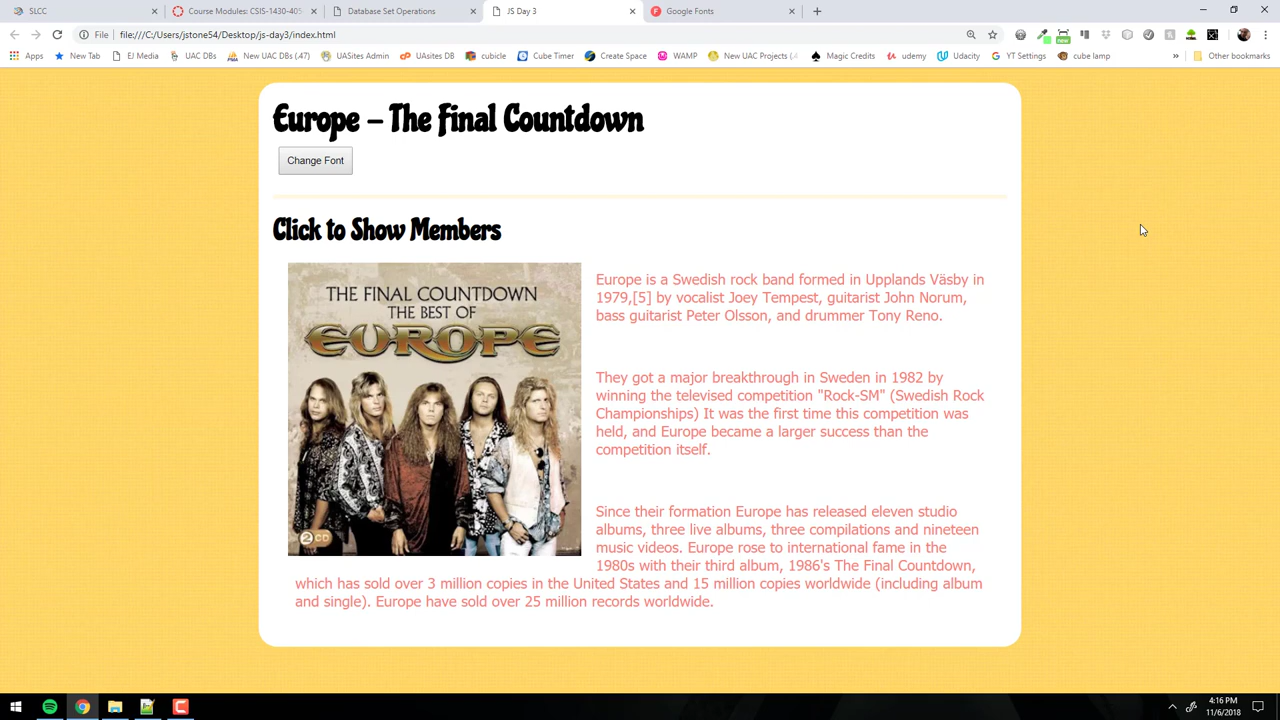 SLCC
Course Modules: CSIS-1430-405
Database Set Operations
JS Day 3
Google Fonts
File
file:///C:/Users/jstone54/Desktop/js-day3/index.html
Apps
New Tab
EJ Media
UAC DBs
New UAC DBs (.47)
UASites Admin
UAsites DB
cubicle
Cube Timer
Create Space
WAMP
New UAC Projects (.4
Magic Credits
udemy
Udacity
YT Settings
cube lamp
Other bookmarks
Europe – The Final Countdown
Change Font
Click to Show Members
THE FINAL COUNTDOWN
THE BEST OF
EUROPE
2 CD
Europe is a Swedish rock band formed in Upplands Väsby in
1979,[5] by vocalist Joey Tempest, guitarist John Norum,
bass guitarist Peter Olsson, and drummer Tony Reno.
They got a major breakthrough in Sweden in 1982 by
winning the televised competition "Rock-SM" (Swedish Rock
Championships) It was the first time this competition was
held, and Europe became a larger success than the
competition itself.
Since their formation Europe has released eleven studio
albums, three live albums, three compilations and nineteen
music videos. Europe rose to international fame in the
1980s with their third album, 1986's The Final Countdown,
which has sold over 3 million copies in the United States and 15 million copies worldwide (including album
and single). Europe have sold over 25 million records worldwide.
4:16 PM
11/6/2018